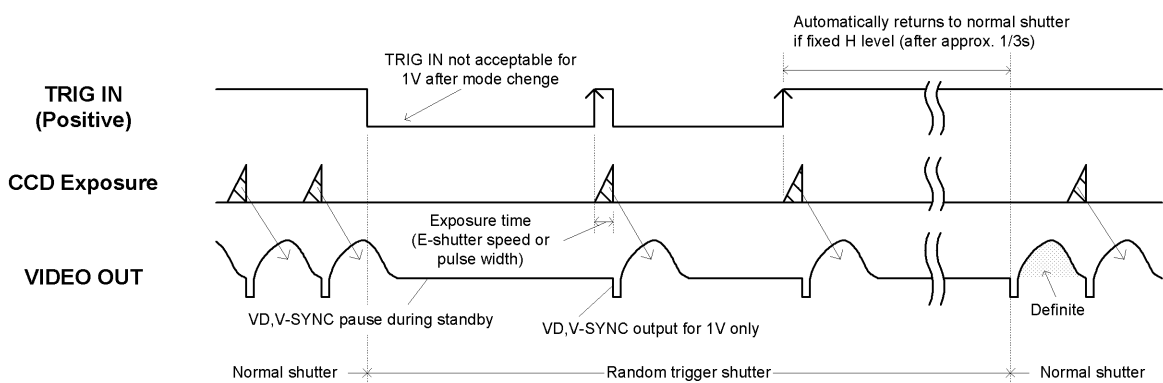 Automatically returns to normal shutter
if fixed H level (after approx. 1/3s)
TRIG IN not acceptable for
1V after mode chenge
TRIG IN
(Positive)
CCD Exposure
Exposure time
(E-shutter speed or
pulse width)
VIDEO OUT
VD,V-SYNC pause during standby
VD,V-SYNC output for 1V only
Definite
Normal shutter
Random trigger shutter
Normal shutter